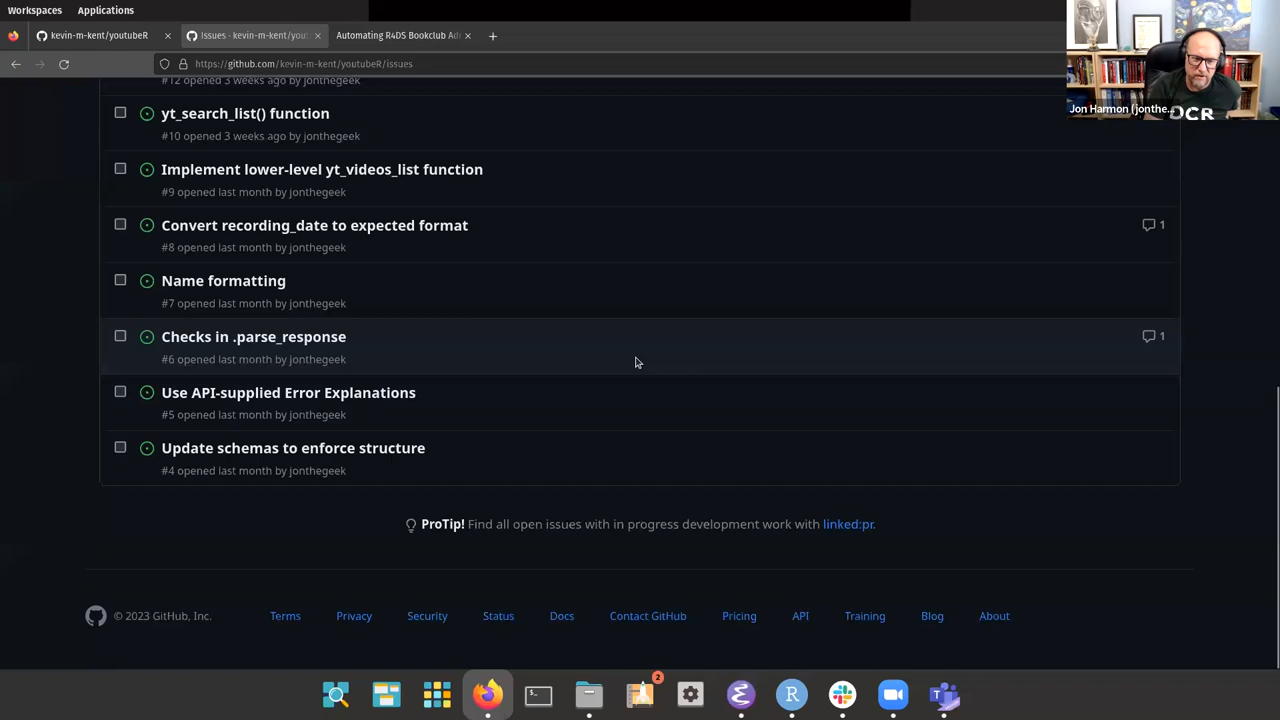 Workspaces
Applications
kevin-m-kent/youtubeR
Issues · kevin-m-kent/yout
Automating R4DS Bookclub Ad
https://github.com/kevin-m-kent/youtubeR/issues
Jon Harmon (jonthe...
OCR
#12 opened 3 weeks ago by jonthegeek
yt_search_list() function
#10 opened 3 weeks ago by jonthegeek
Implement lower-level yt_videos_list function
#9 opened last month by jonthegeek
Convert recording_date to expected format
1
#8 opened last month by jonthegeek
Name formatting
#7 opened last month by jonthegeek
Checks in .parse_response
1
#6 opened last month by jonthegeek
Use API-supplied Error Explanations
#5 opened last month by jonthegeek
Update schemas to enforce structure
#4 opened last month by jonthegeek
ProTip! Find all open issues with in progress development work with linked:pr.
© 2023 GitHub, Inc.
Terms
Privacy
Security
Status
Docs
Contact GitHub
Pricing
API
Training
Blog
About
2
R